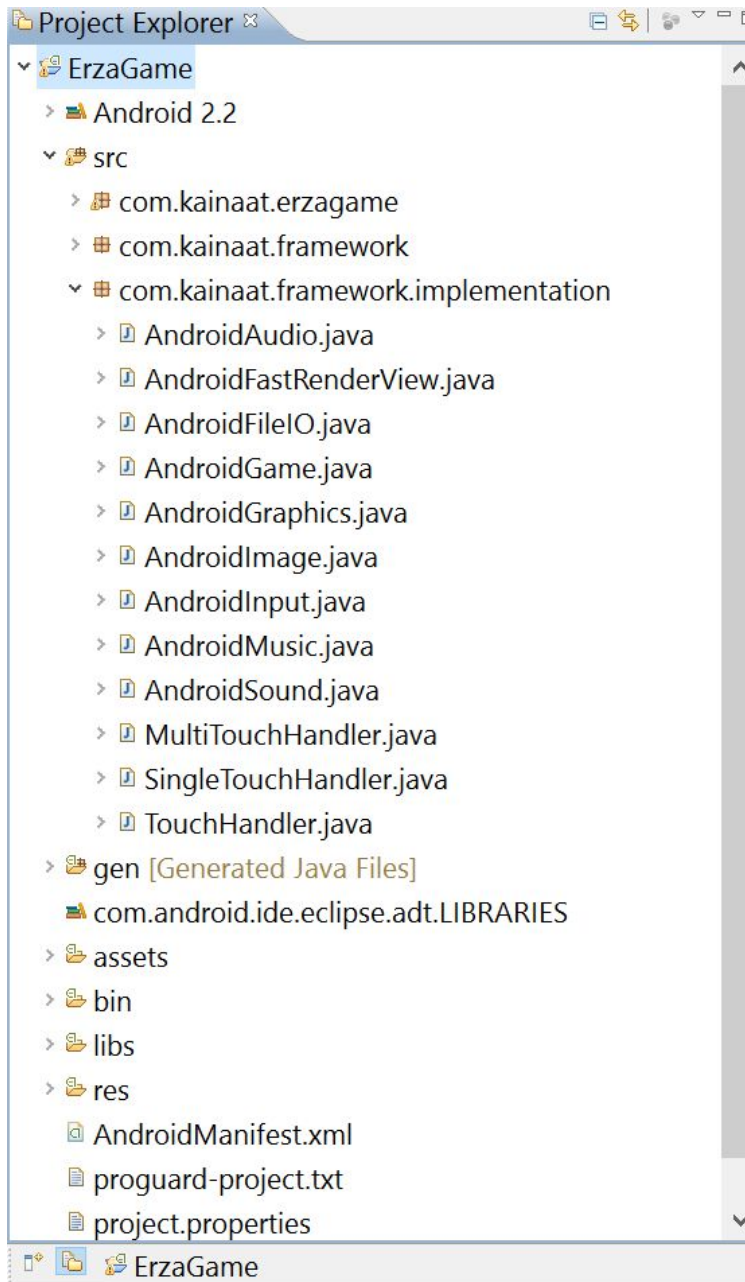 Project Explorer
ErzaGame
Android 2.2
src
com.kainaat.erzagame
com.kainaat.framework
com.kainaat.framework.implementation
AndroidAudio.java
AndroidFastRenderView.java
AndroidFileIO.java
AndroidGame.java
AndroidGraphics.java
AndroidImage.java
AndroidInput.java
AndroidMusic.java
AndroidSound.java
MultiTouchHandler.java
SingleTouchHandler.java
TouchHandler.java
gen [Generated Java Files]
com.android.ide.eclipse.adt.LIBRARIES
assets
bin
libs
res
AndroidManifest.xml
proguard-project.txt
project.properties
ErzaGame